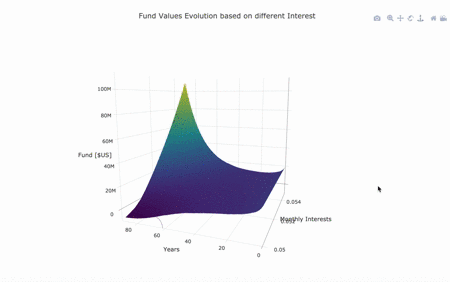 Fund Values Evolution based on different Interest
100M
80M
60M
Fund [$US]
40M
20M
0
80
60
40
20
0
Years
0.054
Monthly Interests
0.05